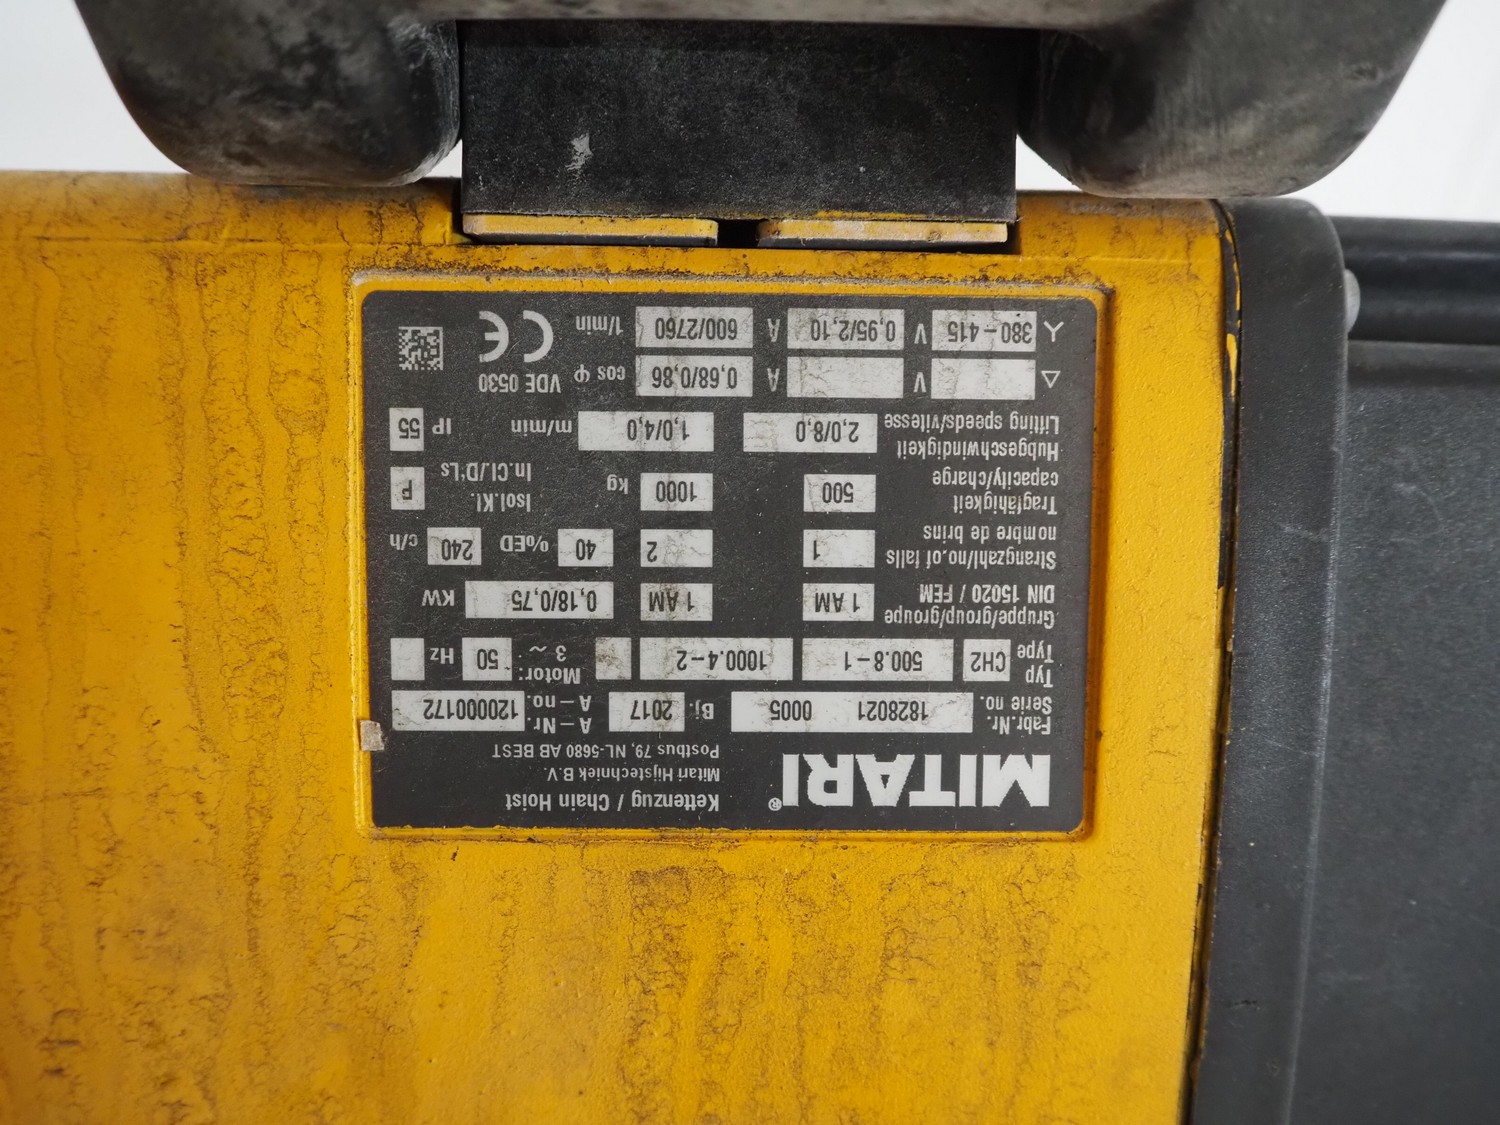 MITARI® Kettenzug / Chain Hoist
Mitari Hijstechniek B.V.
Postbus 79, NL-5680 AB BEST
Fabr.Nr. 1828021 0005 Bj. 2017 A-Nr. 120000172
Serie no. A-no.
Typ CH2 500.8-1 1000.4-2 Motor: 50 Hz
Type 3 ~
Gruppe/group/groupe 1 AM 1 AM 0,18/0,75 KW
DIN 15020 / FEM
Strangzahl/no.of falls 1 2 40 %ED 240 c/h
nombre de brins
Tragfähigkeit 500 1000 kg Isol.Kl. F
capacity/charge In.Cl./D'Ls
Hubgeschwindigkeit 2,0/8,0 1,0/4,0 m/min IP 55
Lifting speeds/vitesse
△ V A 0,68/0,86 cos φ VDE 0530
Y 380-415 V 0,95/2,10 A 600/2760 1/min CE